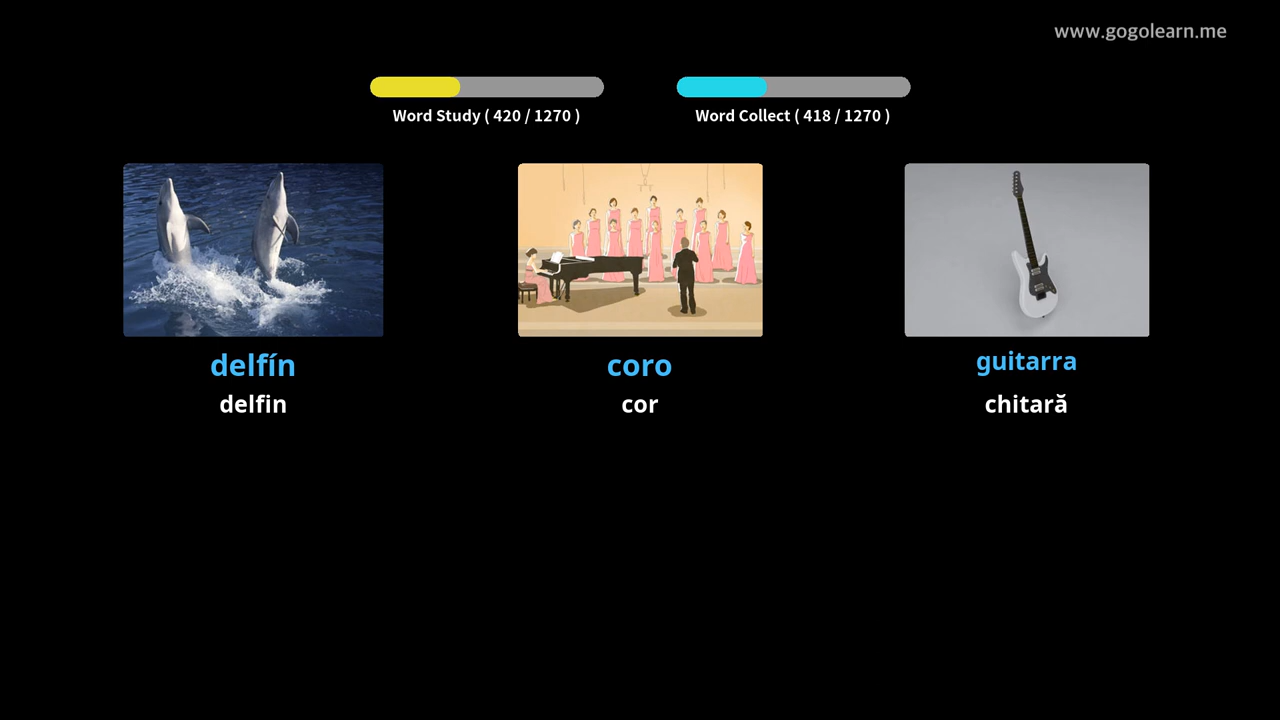 www.gogolearn.me
Word Study ( 420 / 1270 )
Word Collect ( 418 / 1270 )
delfín
delfin
coro
cor
guitarra
chitară